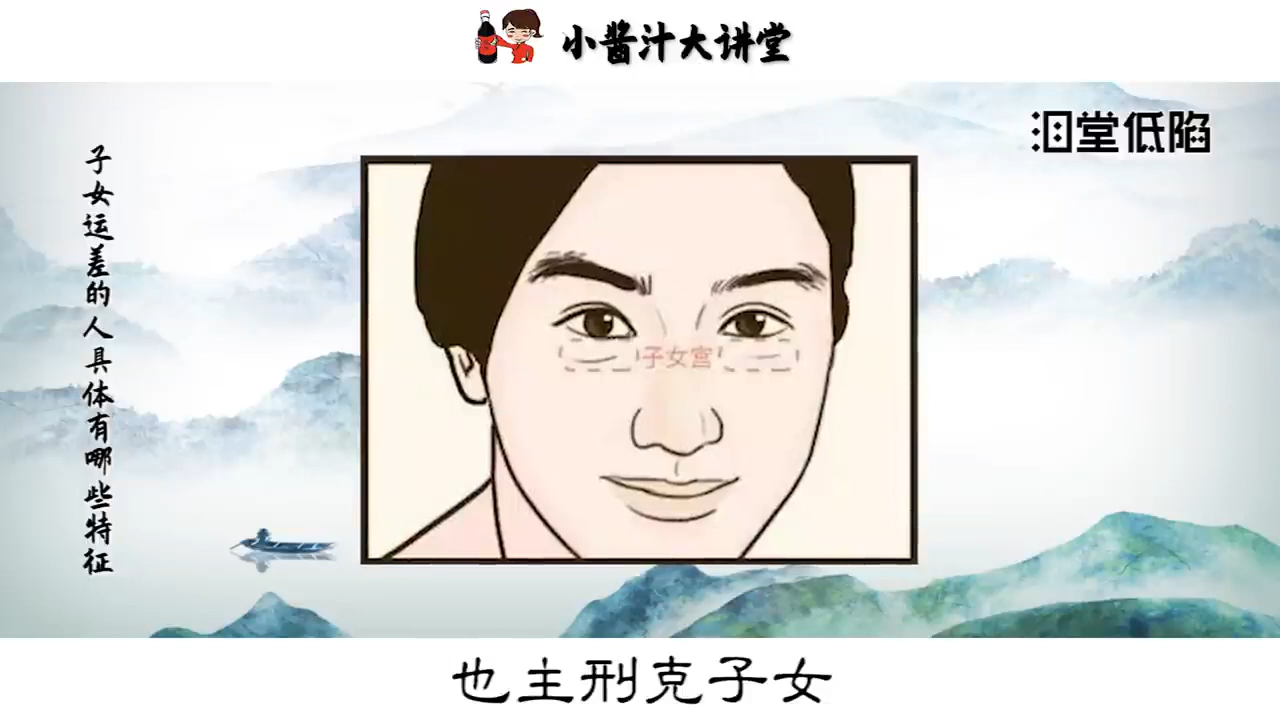 小酱汁大讲堂
泪堂低陷
子女运差的人具体有哪些特征
子女宫
也主刑克子女